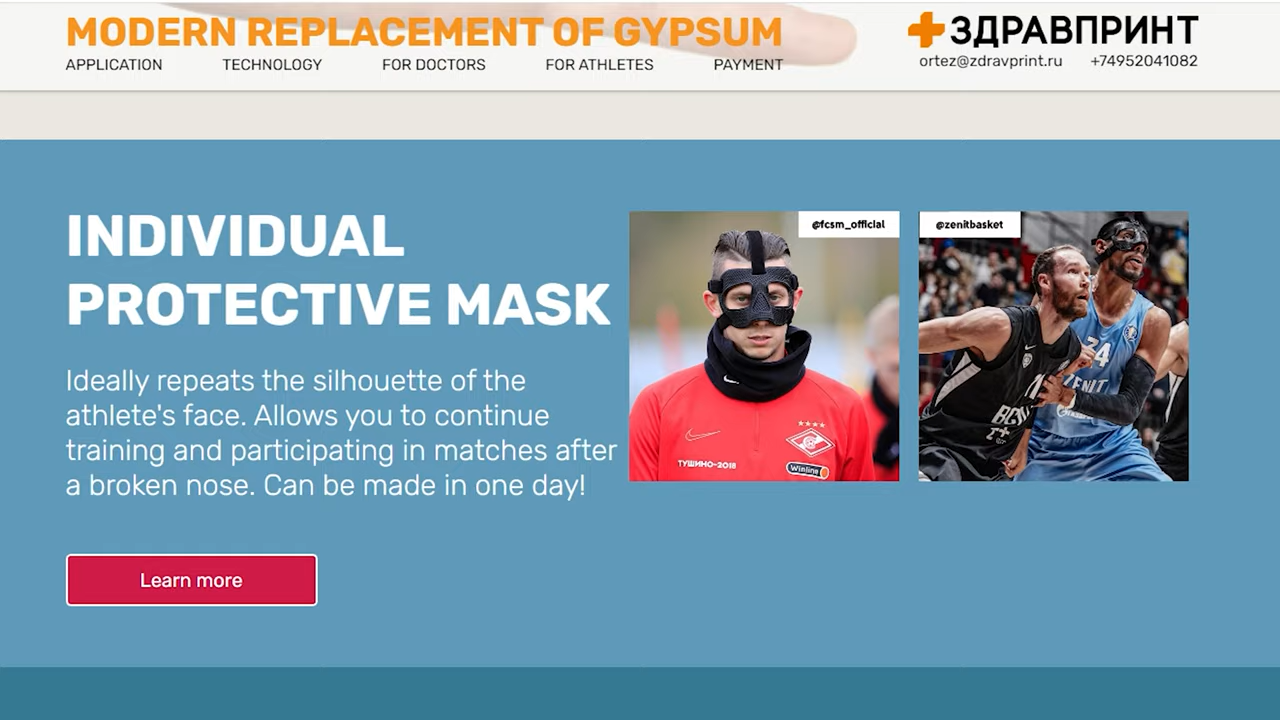 MODERN REPLACEMENT OF GYPSUM
ЗДРАВПРИНТ
APPLICATION TECHNOLOGY FOR DOCTORS FOR ATHLETES PAYMENT
ortez@zdravprint.ru +74952041082
INDIVIDUAL
PROTECTIVE MASK
Ideally repeats the silhouette of the
athlete's face. Allows you to continue
training and participating in matches after
a broken nose. Can be made in one day!
Learn more
@fcsm_official
ТУШИНО-2018
Winline
@zenitbasket